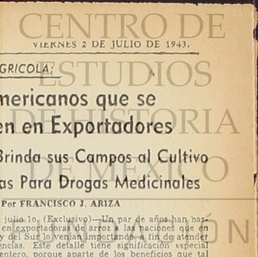 CENTRO DE
VIERNES 2 DE JULIO DE 1943.
ESTUDIOS
GRICOLA:
mericanos que se
DE HISTORIA
en en Exportadores
Brinda sus Campos al Cultivo
DE MÉXICO
as Para Drogas Medicinales
Por FRANCISCO J. ARIZA
julio 1o. (Exclusivo)—Un par de años han bas-
en exportadoras de arroz a las naciones que en
y del Sur lo venían importando a fin de atender
FUNDACIÓN
encias. Este detalle tiene significación especial
entero, porque aparte de los beneficios que tal